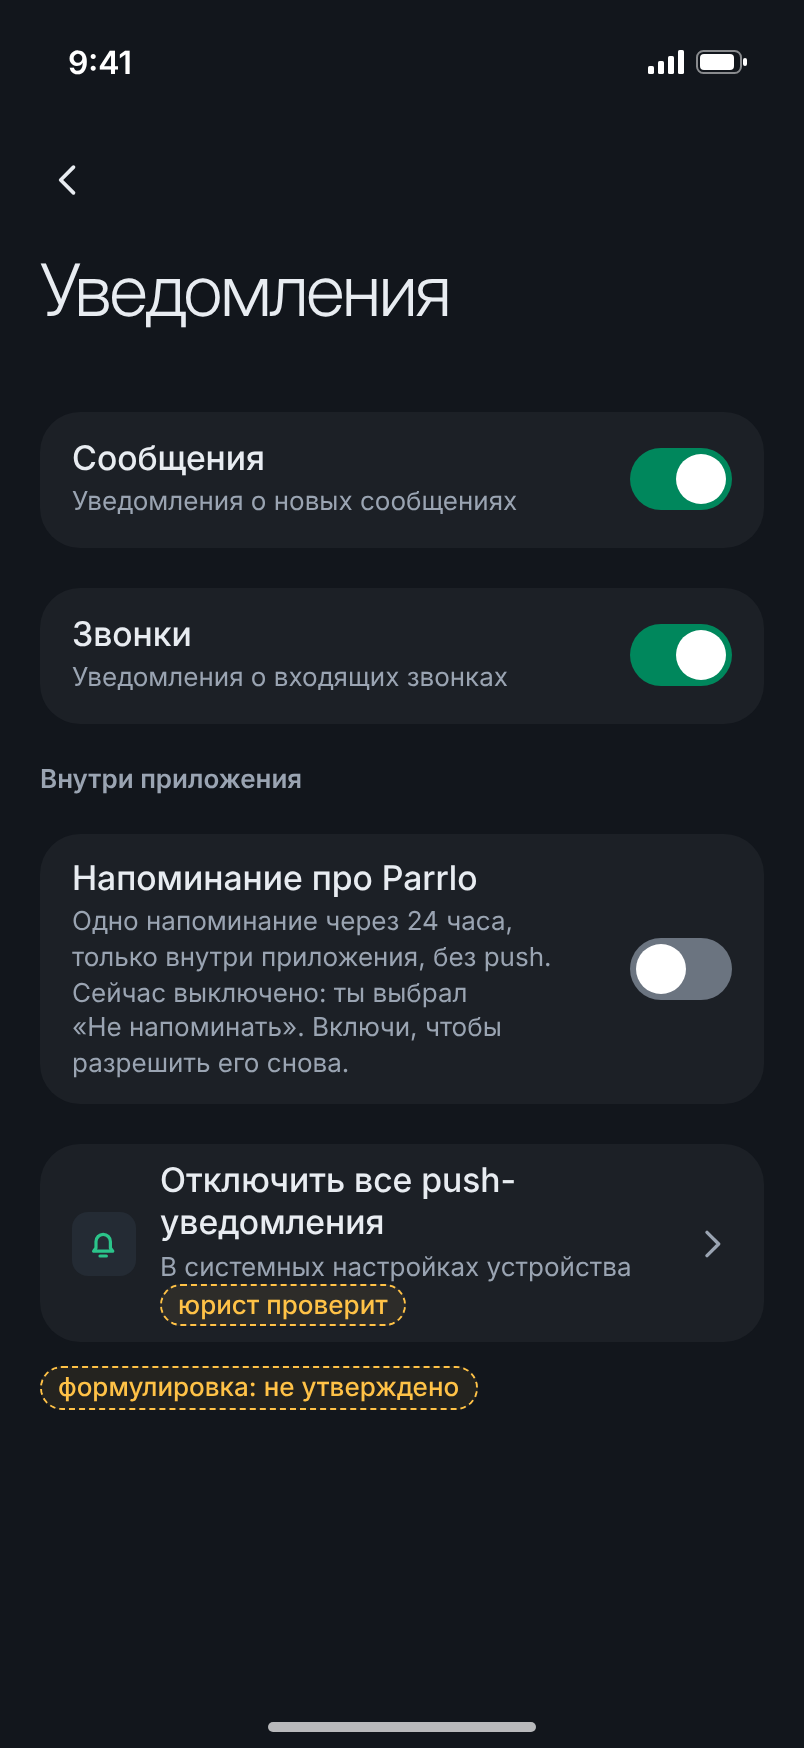 9:41
Уведомления
Сообщения
Уведомления о новых сообщениях
Звонки
Уведомления о входящих звонках
Внутри приложения
Напоминание про Parrlo
Одно напоминание через 24 часа,
только внутри приложения, без push.
Сейчас выключено: ты выбрал
«Не напоминать». Включи, чтобы
разрешить его снова.
Отключить все push-
уведомления
В системных настройках устройства
юрист проверит
формулировка: не утверждено